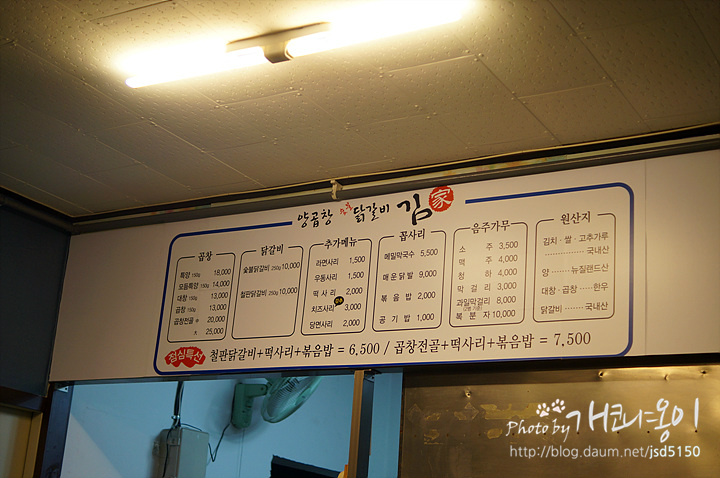 양곱창 닭갈비 김家
곱창
특양 150g 18,000
모듬특양 150g 14,000
대창 150g 13,000
곱창 150g 13,000
곱창전골 中 20,000
大 25,000
닭갈비
숯불닭갈비 250g 10,000
철판닭갈비 250g 10,000
추가메뉴
라면사리 1,500
우동사리 1,500
떡사리 2,000
치즈사리 3,000
당면사리 2,000
꼽사리
메밀막국수 5,500
매운닭발 9,000
볶음밥 2,000
공기밥 1,000
음주가무
소주 3,500
맥주 4,000
청하 4,000
막걸리 3,000
과일막걸리 8,000
복분자 10,000
원산지
김치·쌀·고추가루
국내산
양 뉴질랜드산
대창·곱창 한우
닭갈비 국내산
점심특선 철판닭갈비+떡사리+볶음밥 = 6,500 / 곱창전골+떡사리+볶음밥 = 7,500
Photo by 개코냐옹이
http://blog.daum.net/jsd5150